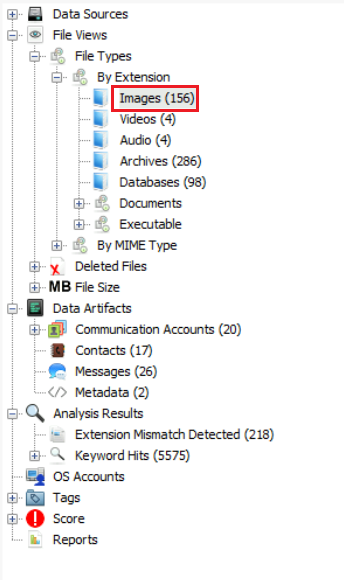 Data Sources
File Views
File Types
By Extension
Images (156)
Videos (4)
Audio (4)
Archives (286)
Databases (98)
Documents
Executable
By MIME Type
Deleted Files
MB File Size
Data Artifacts
Communication Accounts (20)
Contacts (17)
Messages (26)
Metadata (2)
Analysis Results
Extension Mismatch Detected (218)
Keyword Hits (5575)
OS Accounts
Tags
Score
Reports